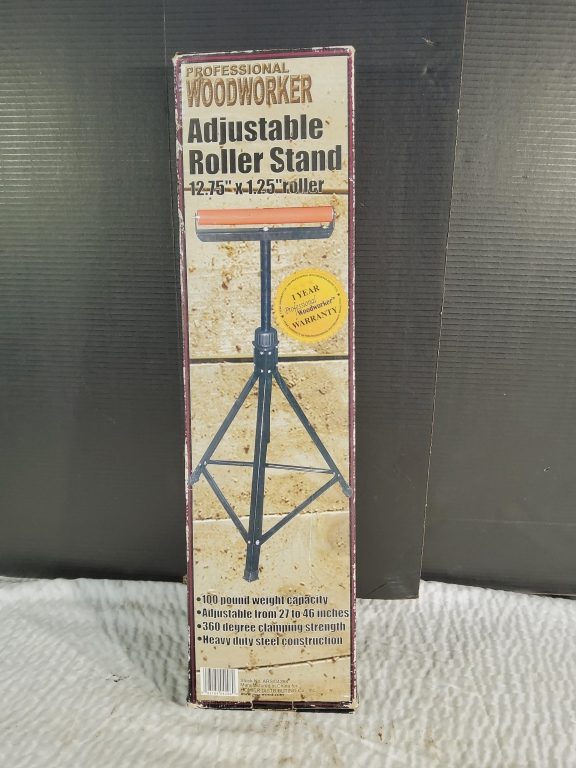 PROFESSIONAL
WOODWORKER
Adjustable
Roller Stand
12.75" x 1.25" roller
1 YEAR
Professional
Woodworker™
WARRANTY
•100 pound weight capacity
•Adjustable from 27 to 46 inches
•360 degree clamping strength
•Heavy duty steel construction